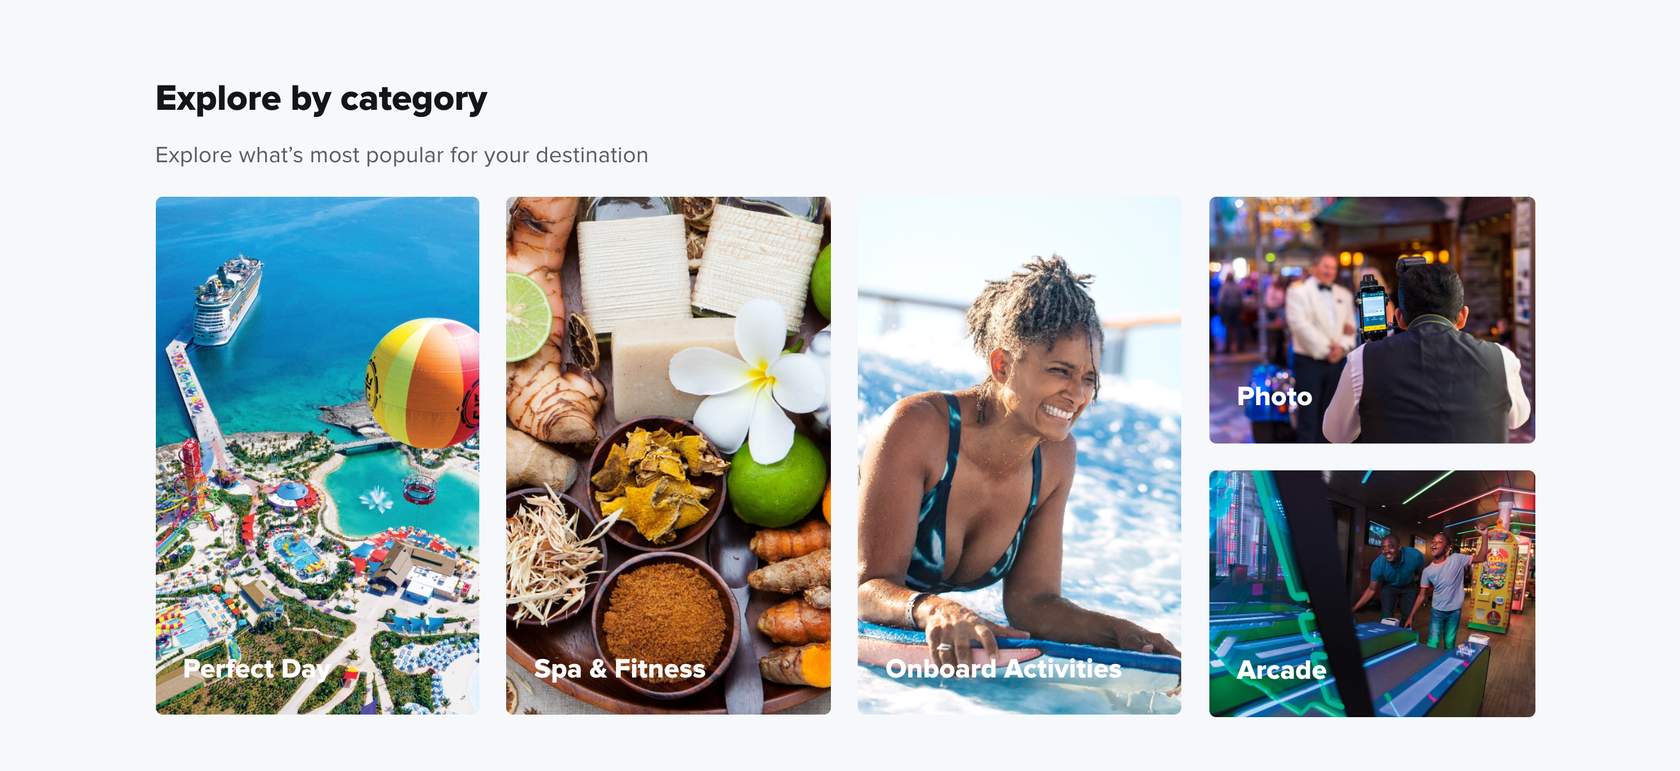 Explore by category
Explore what’s most popular for your destination
Perfect Day
Spa & Fitness
Onboard Activities
Photo
Arcade